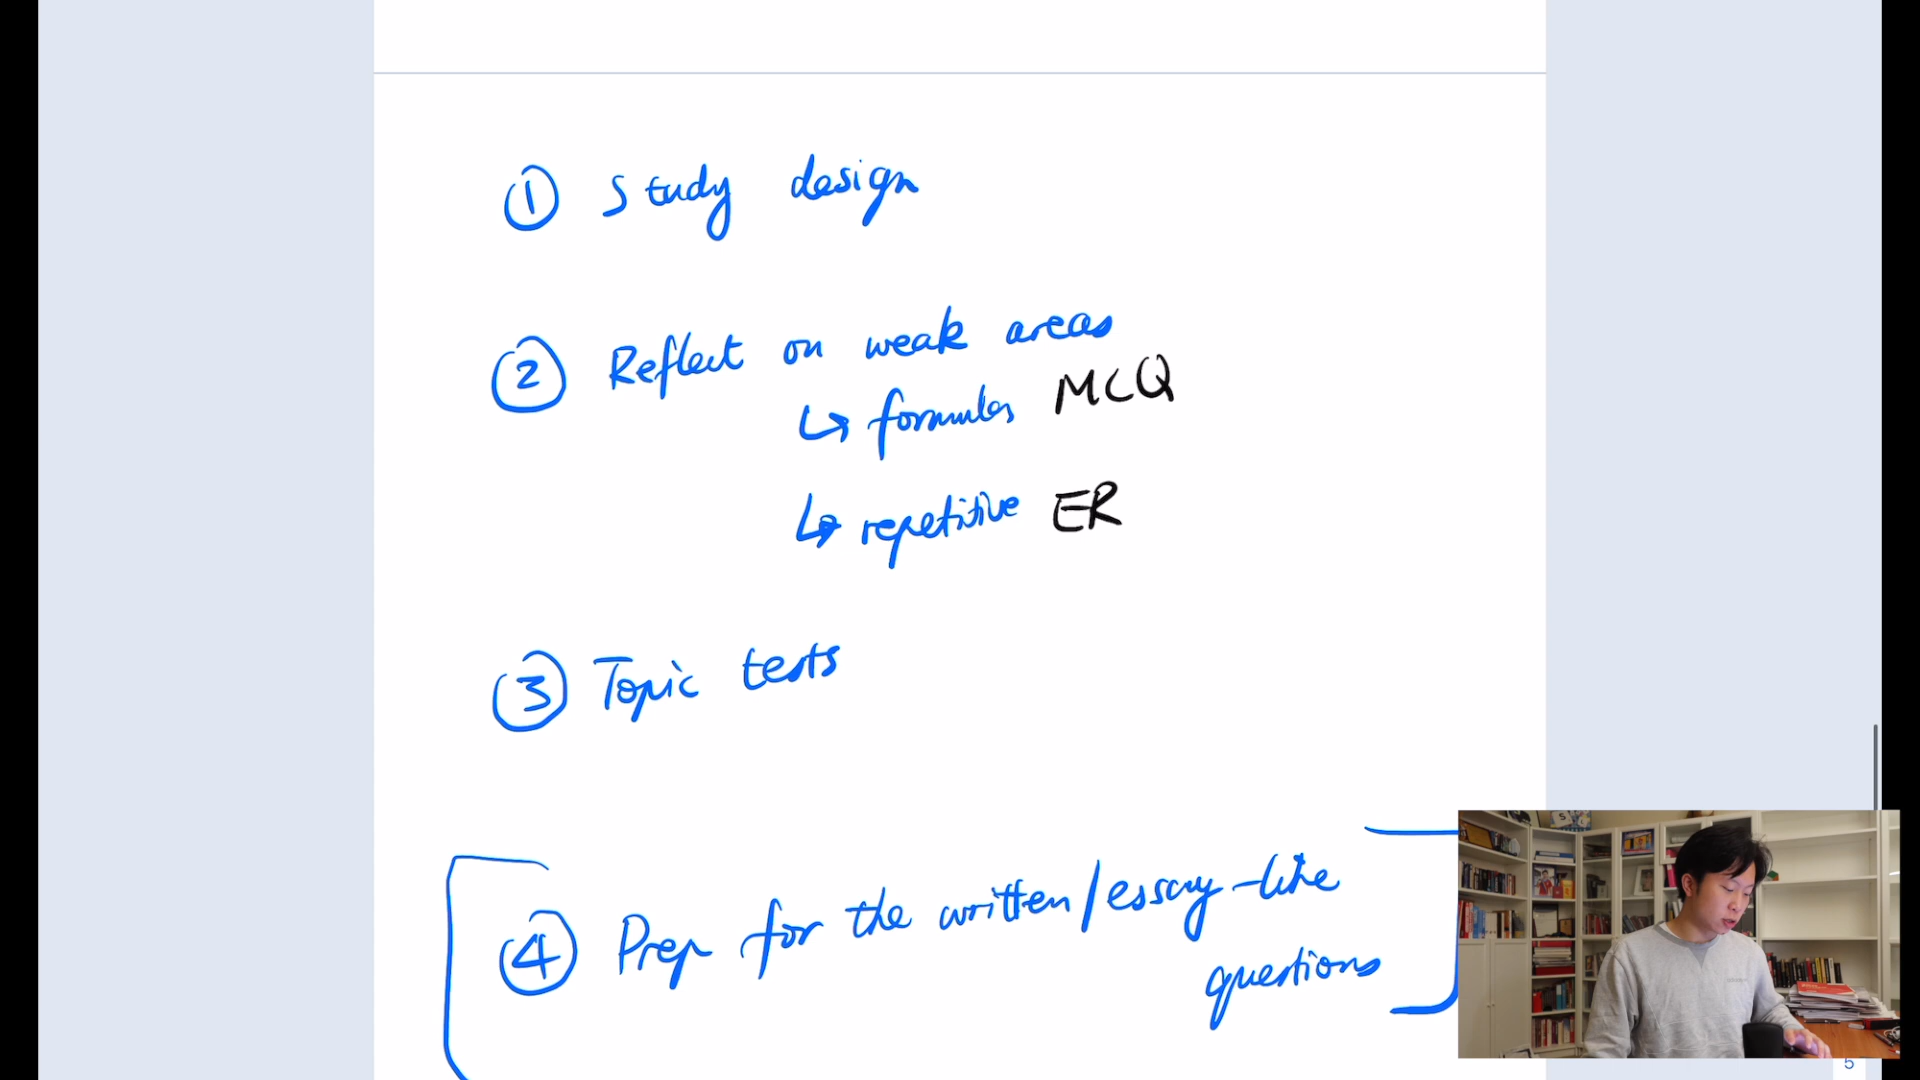 ① Study design
② Reflect on weak areas
↳ formulas MCQ
↳ repetitive ER
③ Topic tests
④ Prep for the written/essay-like
questions
5